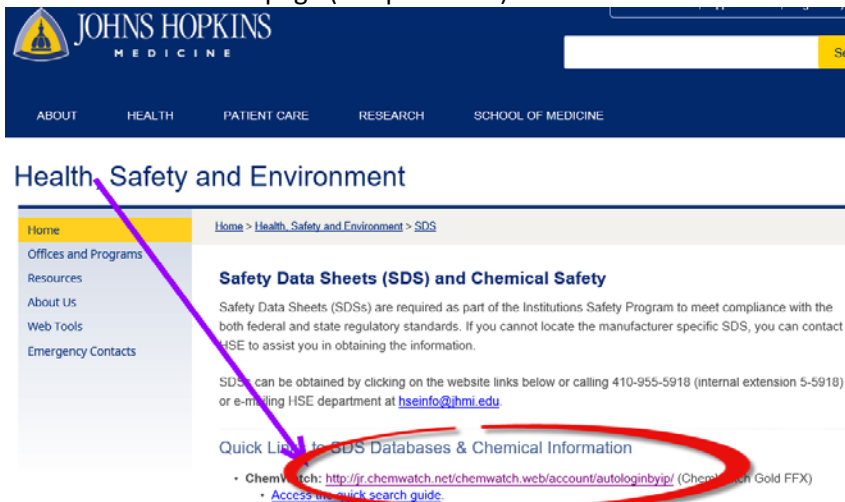 JOHNS HOPKINS
MEDICINE
ABOUT HEALTH PATIENT CARE RESEARCH SCHOOL OF MEDICINE
Health, Safety and Environment
Home
Offices and Programs
Resources
About Us
Web Tools
Emergency Contacts
Home > Health, Safety and Environment > SDS
Safety Data Sheets (SDS) and Chemical Safety
Safety Data Sheets (SDSs) are required as part of the Institutions Safety Program to meet compliance with the
both federal and state regulatory standards. If you cannot locate the manufacturer specific SDS, you can contact
HSE to assist you in obtaining the information.
SDSs can be obtained by clicking on the website links below or calling 410-955-5918 (internal extension 5-5918)
or e-mailing HSE department at hseinfo@jhmi.edu.
Quick Links to SDS Databases & Chemical Information
• ChemWatch: http://jr.chemwatch.net/chemwatch.web/account/autologinbyip/ (ChemWatch Gold FFX)
• Access the quick search guide.